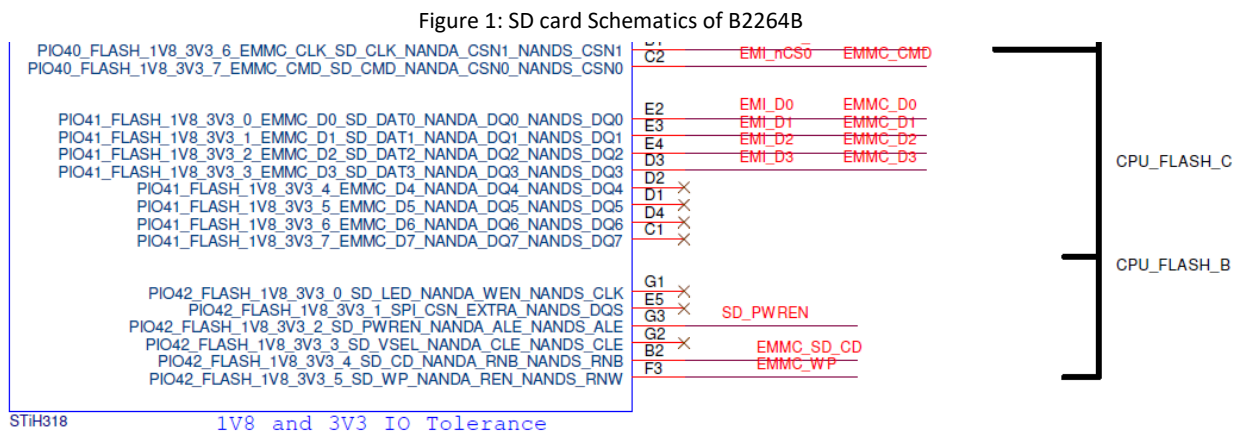 Figure 1: SD card Schematics of B2264B
PIO40_FLASH_1V8_3V3_6_EMMC_CLK_SD_CLK_NANDA_CSN1_NANDS_CSN1
PIO40_FLASH_1V8_3V3_7_EMMC_CMD_SD_CMD_NANDA_CSN0_NANDS_CSN0 C2 EMI_nCS0 EMMC_CMD
PIO41_FLASH_1V8_3V3_0_EMMC_D0_SD_DAT0_NANDA_DQ0_NANDS_DQ0 E2 EMI_D0 EMMC_D0
PIO41_FLASH_1V8_3V3_1_EMMC_D1_SD_DAT1_NANDA_DQ1_NANDS_DQ1 E3 EMI_D1 EMMC_D1
PIO41_FLASH_1V8_3V3_2_EMMC_D2_SD_DAT2_NANDA_DQ2_NANDS_DQ2 E4 EMI_D2 EMMC_D2
PIO41_FLASH_1V8_3V3_3_EMMC_D3_SD_DAT3_NANDA_DQ3_NANDS_DQ3 D3 EMI_D3 EMMC_D3
CPU_FLASH_C
PIO41_FLASH_1V8_3V3_4_EMMC_D4_NANDA_DQ4_NANDS_DQ4 D2
PIO41_FLASH_1V8_3V3_5_EMMC_D5_NANDA_DQ5_NANDS_DQ5 D1
PIO41_FLASH_1V8_3V3_6_EMMC_D6_NANDA_DQ6_NANDS_DQ6 D4
PIO41_FLASH_1V8_3V3_7_EMMC_D7_NANDA_DQ7_NANDS_DQ7 C1
CPU_FLASH_B
PIO42_FLASH_1V8_3V3_0_SD_LED_NANDA_WEN_NANDS_CLK G1
PIO42_FLASH_1V8_3V3_1_SPI_CSN_EXTRA_NANDS_DQS E5
PIO42_FLASH_1V8_3V3_2_SD_PWREN_NANDA_ALE_NANDS_ALE G3 SD_PWREN
PIO42_FLASH_1V8_3V3_3_SD_VSEL_NANDA_CLE_NANDS_CLE G2
PIO42_FLASH_1V8_3V3_4_SD_CD_NANDA_RNB_NANDS_RNB B2 EMMC_SD_CD
PIO42_FLASH_1V8_3V3_5_SD_WP_NANDA_REN_NANDS_RNW F3 EMMC_WP
STiH318 1V8 and 3V3 IO Tolerance